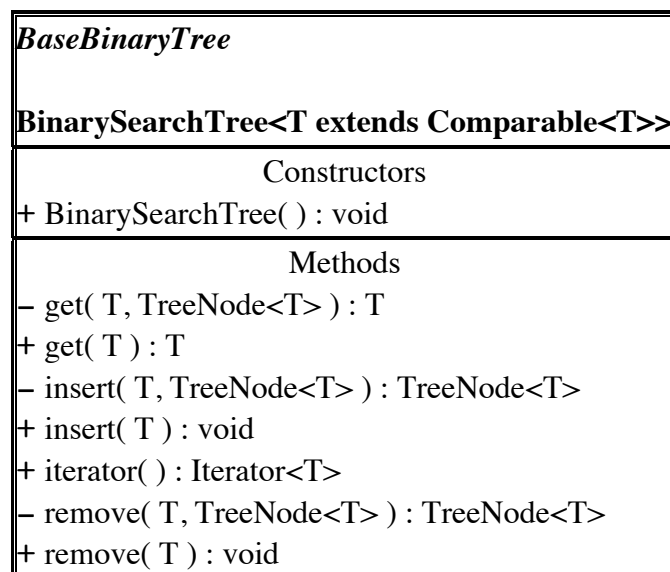 BaseBinaryTree
BinarySearchTree<T extends Comparable<T>>
Constructors
+ BinarySearchTree( ) : void
Methods
− get( T, TreeNode<T> ) : T
+ get( T ) : T
− insert( T, TreeNode<T> ) : TreeNode<T>
+ insert( T ) : void
+ iterator( ) : Iterator<T>
− remove( T, TreeNode<T> ) : TreeNode<T>
+ remove( T ) : void